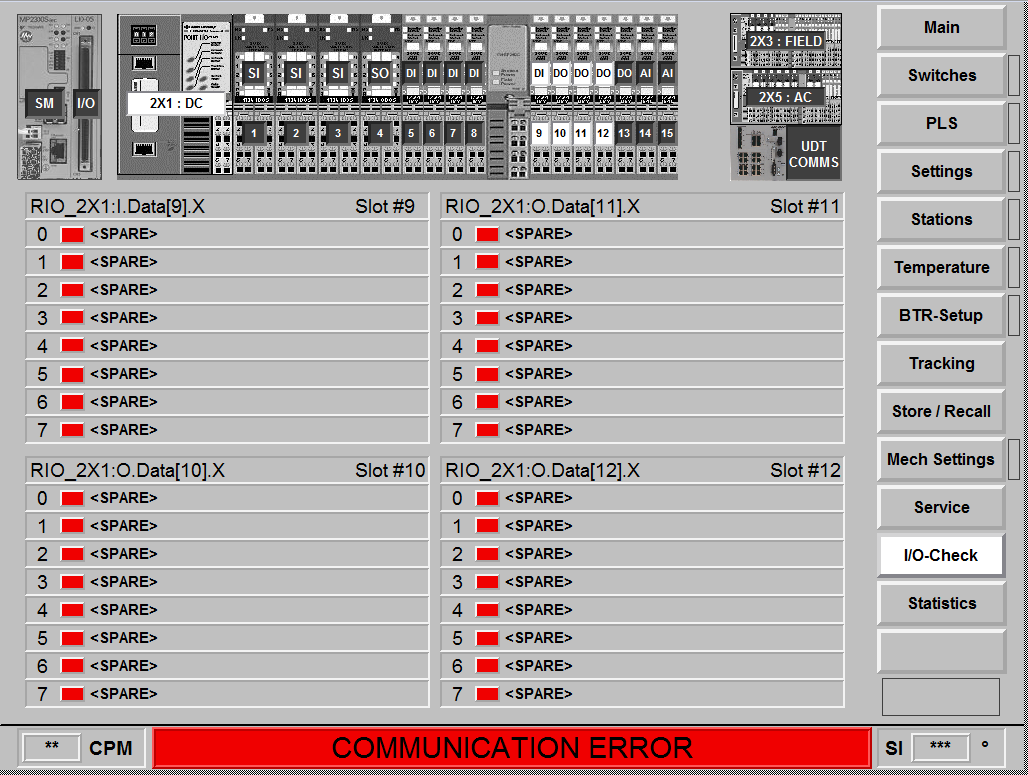 MP2300Siec LIO-05
SM I/O
2X1 : DC
POINT I/O
SI SI SI SO DI DI DI DI DI DO DO DO DO AI AI
1 2 3 4 5 6 7 8 9 10 11 12 13 14 15
2X3 : FIELD
2X5 : AC
UDT
COMMS
RIO_2X1:I.Data[9].X Slot #9
0 <SPARE>
1 <SPARE>
2 <SPARE>
3 <SPARE>
4 <SPARE>
5 <SPARE>
6 <SPARE>
7 <SPARE>
RIO_2X1:O.Data[11].X Slot #11
0 <SPARE>
1 <SPARE>
2 <SPARE>
3 <SPARE>
4 <SPARE>
5 <SPARE>
6 <SPARE>
7 <SPARE>
RIO_2X1:O.Data[10].X Slot #10
0 <SPARE>
1 <SPARE>
2 <SPARE>
3 <SPARE>
4 <SPARE>
5 <SPARE>
6 <SPARE>
7 <SPARE>
RIO_2X1:O.Data[12].X Slot #12
0 <SPARE>
1 <SPARE>
2 <SPARE>
3 <SPARE>
4 <SPARE>
5 <SPARE>
6 <SPARE>
7 <SPARE>
Main
Switches
PLS
Settings
Stations
Temperature
BTR-Setup
Tracking
Store / Recall
Mech Settings
Service
I/O-Check
Statistics
** CPM
COMMUNICATION ERROR
SI *** °